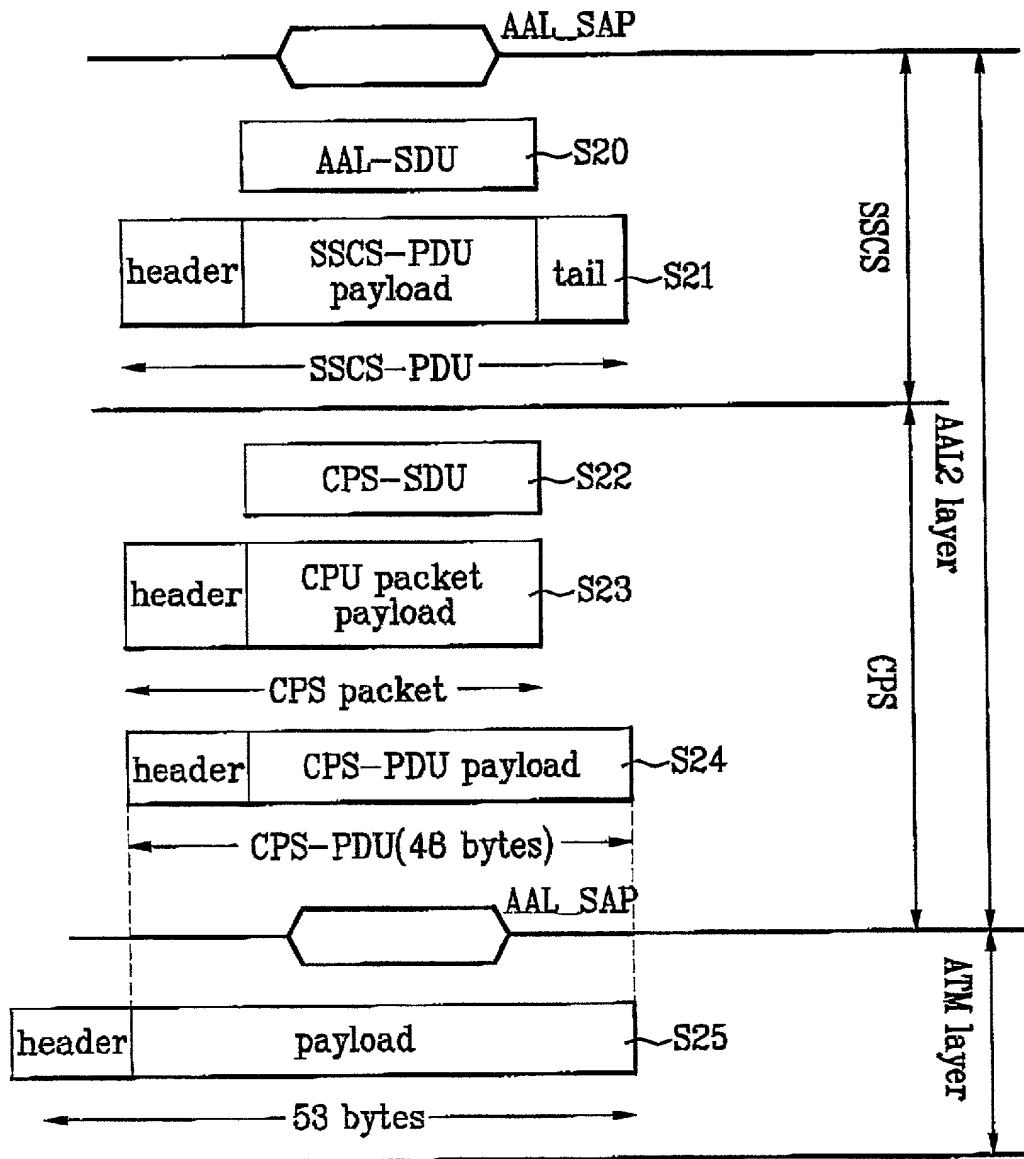 AAL_SAP
AAL-SDU
S20
header
SSCS-PDU
payload
tail
S21
SSCS-PDU
SSCS
CPS-SDU
S22
header
CPU packet
payload
S23
CPS packet
header
CPS-PDU payload
S24
CPS-PDU(48 bytes)
CPS
AAL2 layer
AAL_SAP
header
payload
S25
53 bytes
ATM layer